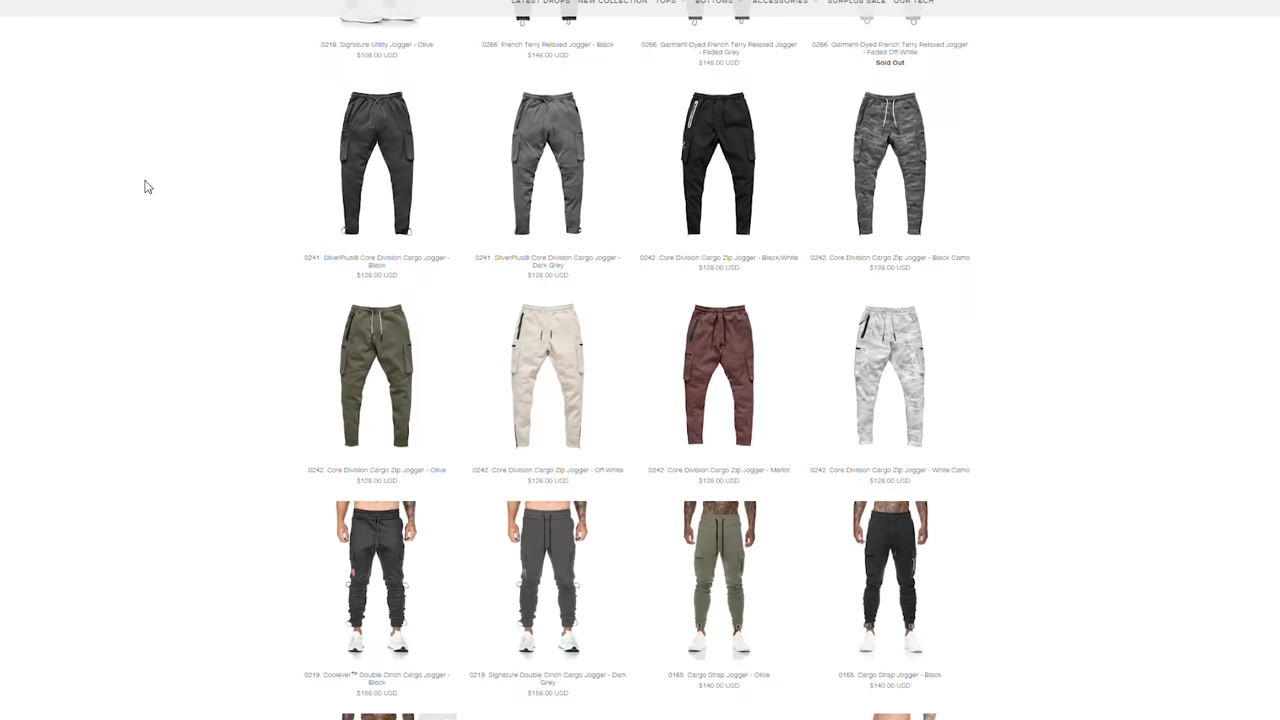 LATEST DROPS NEW COLLECTION TOPS BOTTOMS ACCESSORIES SURPLUS SALE OUR TECH
0218. Signature Utility Jogger - Olive
$108.00 USD
0266. French Terry Relaxed Jogger - Black
$148.00 USD
0266. Garment-Dyed French Terry Relaxed Jogger
- Faded Grey
$148.00 USD
0266. Garment-Dyed French Terry Relaxed Jogger
- Faded Off-White
Sold Out
0241. SilverPlus® Core Division Cargo Jogger -
Black
$128.00 USD
0241. SilverPlus® Core Division Cargo Jogger -
Dark Grey
$128.00 USD
0242. Core Division Cargo Zip Jogger - Black/White
$128.00 USD
0242. Core Division Cargo Zip Jogger - Black Camo
$128.00 USD
0242. Core Division Cargo Zip Jogger - Olive
$128.00 USD
0242. Core Division Cargo Zip Jogger - Off-White
$128.00 USD
0242. Core Division Cargo Zip Jogger - Merlot
$128.00 USD
0242. Core Division Cargo Zip Jogger - White Camo
$128.00 USD
0219. Coolever™ Double Cinch Cargo Jogger -
Black
$158.00 USD
0219. Signature Double Cinch Cargo Jogger - Dark
Grey
$158.00 USD
0165. Cargo Strap Jogger - Olive
$140.00 USD
0165. Cargo Strap Jogger - Black
$140.00 USD